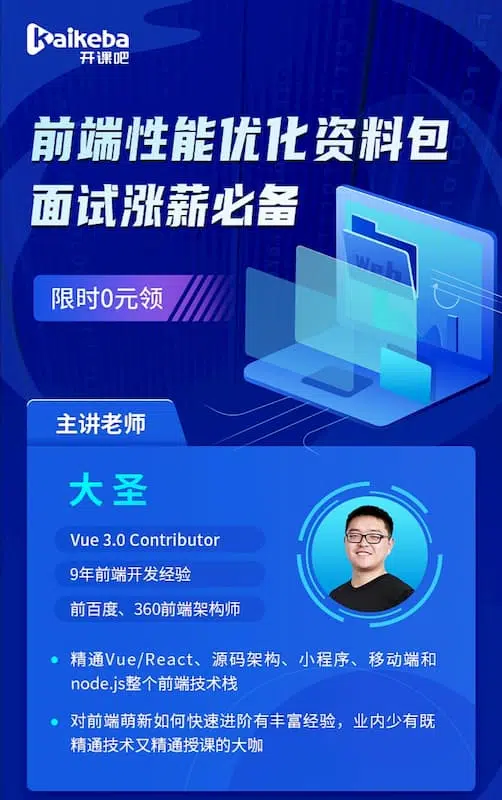 Kaikeba
开课吧
前端性能优化资料包
面试涨薪必备
限时0元领
web
主讲老师
大圣
Vue 3.0 Contributor
9年前端开发经验
前百度、360前端架构师
精通Vue/React、源码架构、小程序、移动端和
node.js整个前端技术栈
对前端萌新如何快速进阶有丰富经验，业内少有既
精通技术又精通授课的大咖